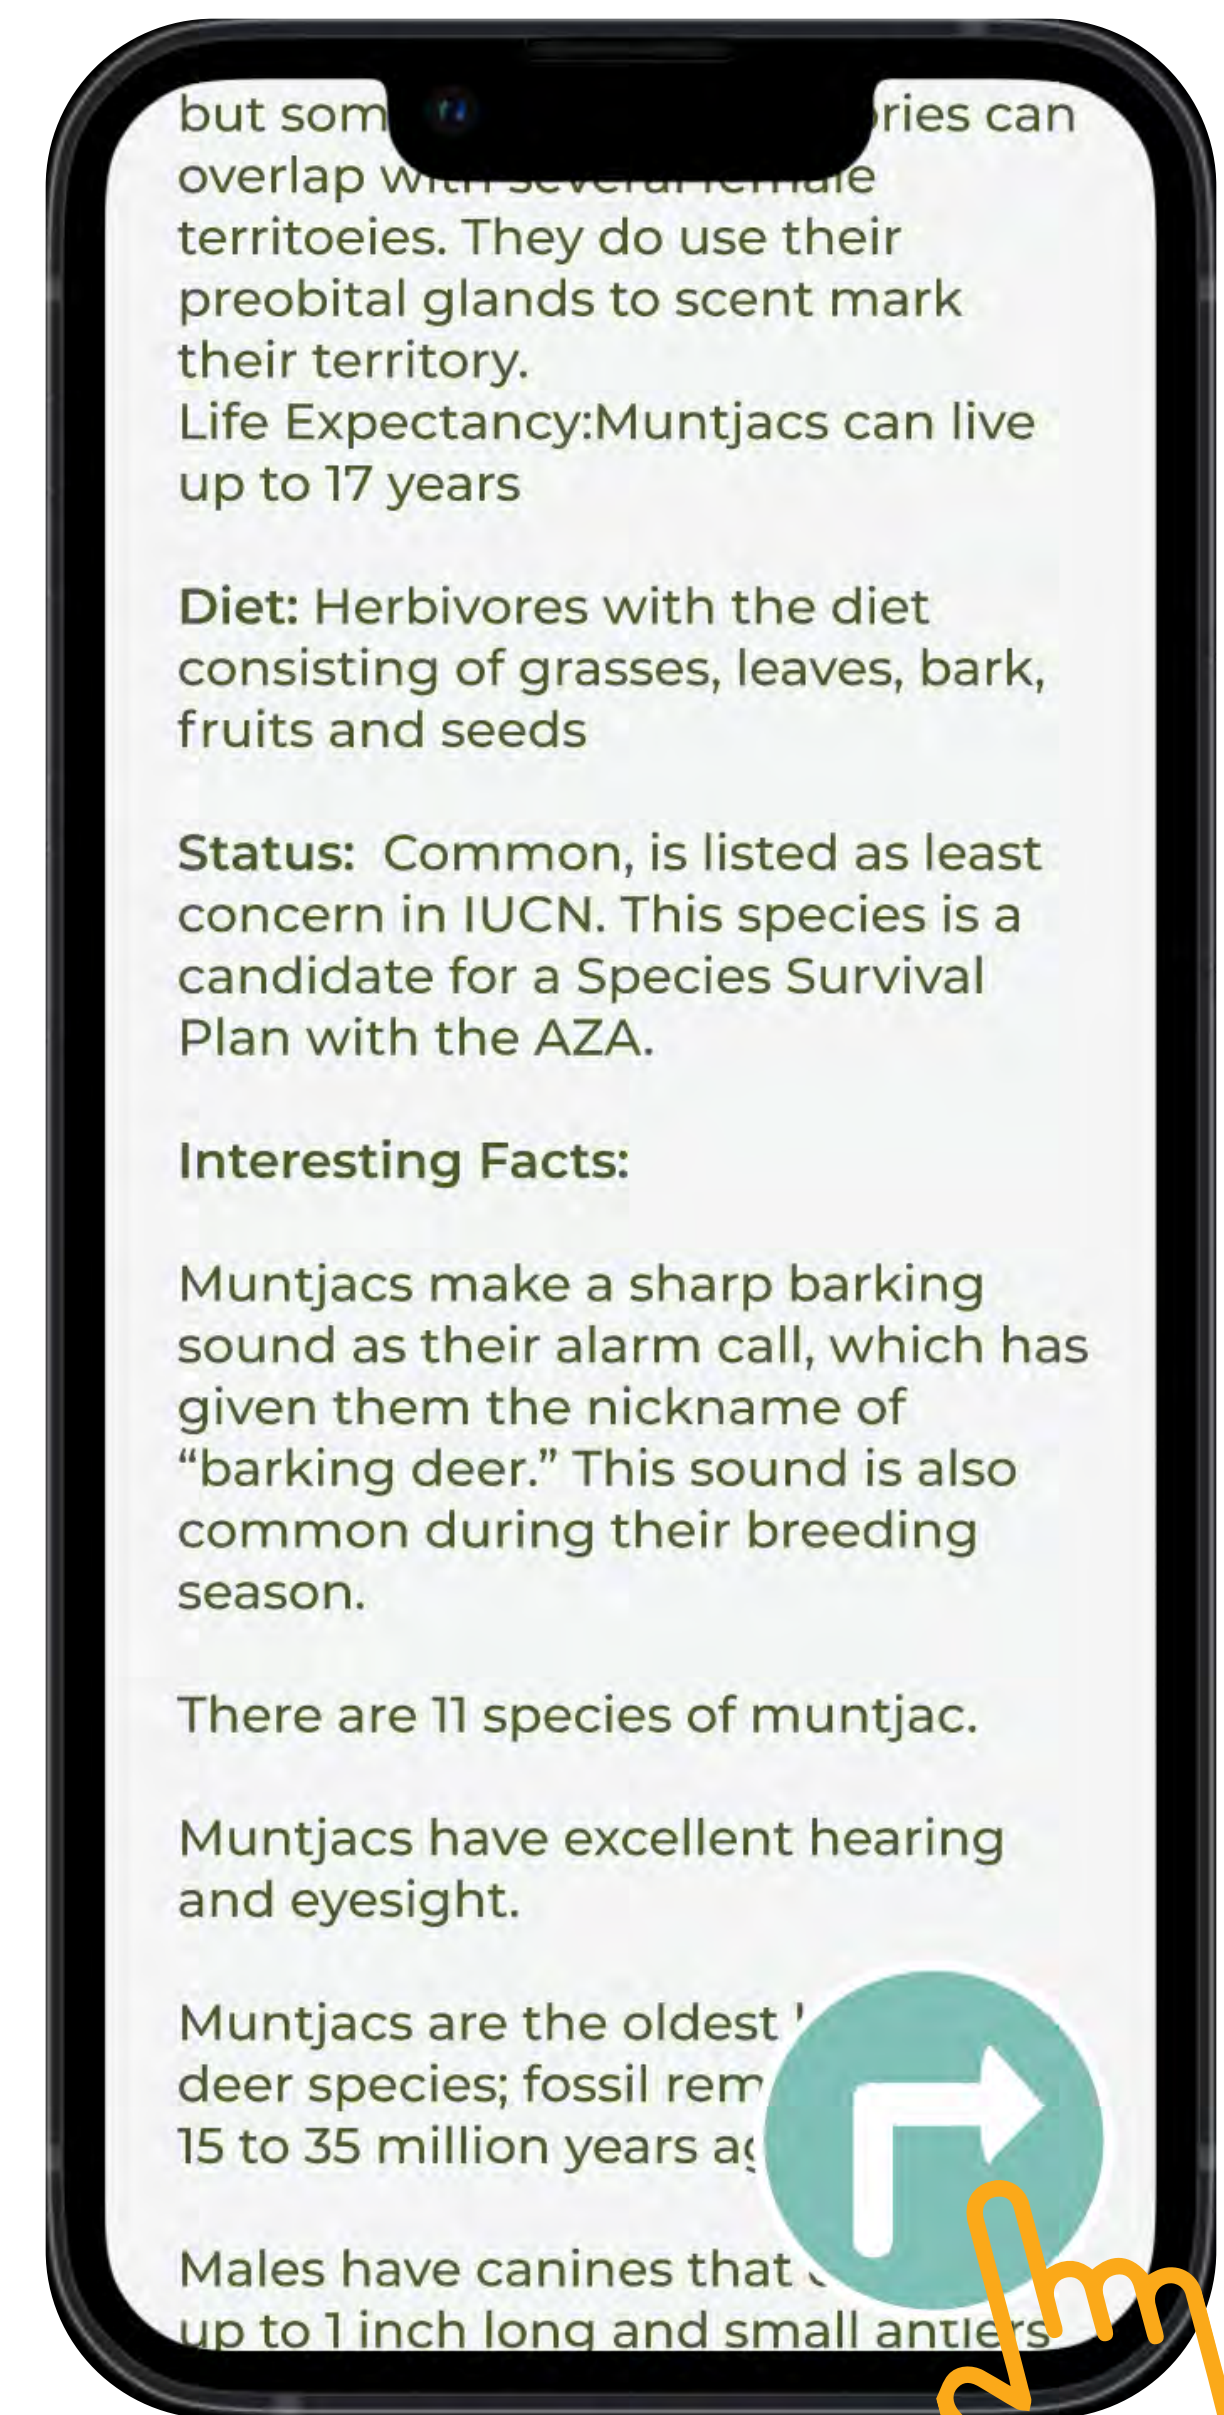 but som ries can
overlap with several female
territoeies. They do use their
preobital glands to scent mark
their territory.
Life Expectancy:Muntjacs can live
up to 17 years
Diet: Herbivores with the diet
consisting of grasses, leaves, bark,
fruits and seeds
Status: Common, is listed as least
concern in IUCN. This species is a
candidate for a Species Survival
Plan with the AZA.
Interesting Facts:
Muntjacs make a sharp barking
sound as their alarm call, which has
given them the nickname of
“barking deer.” This sound is also
common during their breeding
season.
There are 11 species of muntjac.
Muntjacs have excellent hearing
and eyesight.
Muntjacs are the oldest
deer species; fossil rem
15 to 35 million years
Males have canines that
up to 1 inch long and small antlers